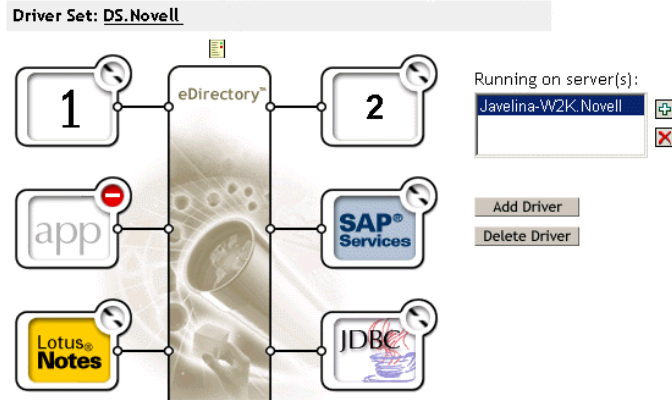 Driver Set: DS.Novell
eDirectory™
1
2
Running on server(s):
Javelina-W2K.Novell
app
SAP®
Services
Add Driver
Delete Driver
Lotus®
Notes
JDBC